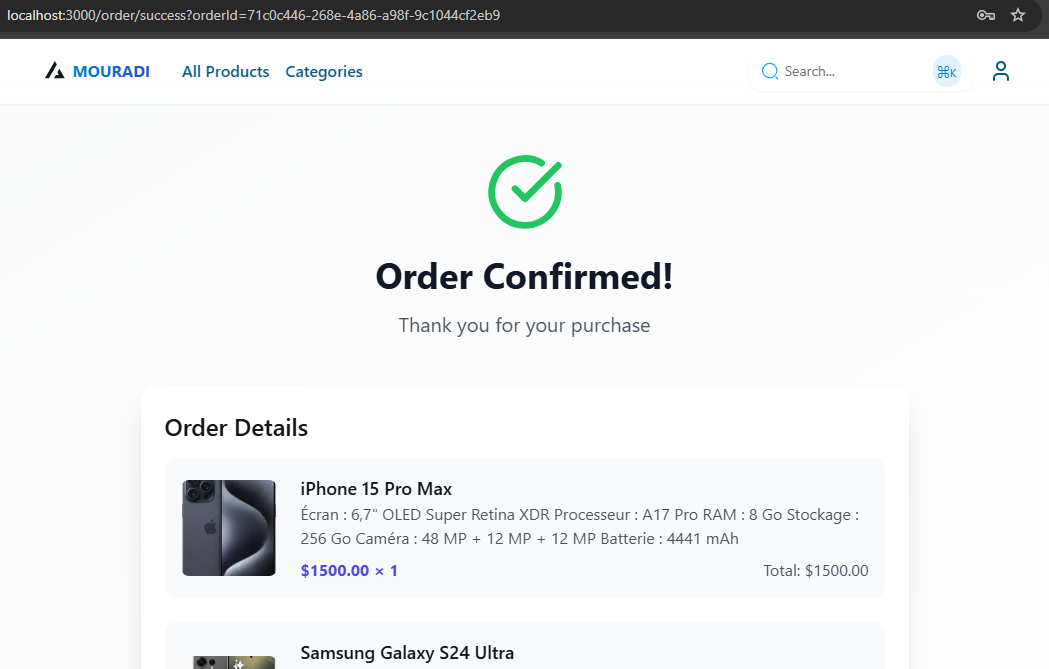 localhost:3000/order/success?orderId=71c0c446-268e-4a86-a98f-9c1044cf2eb9
MOURADI
All Products
Categories
Search...
⌘K
Order Confirmed!
Thank you for your purchase
Order Details
iPhone 15 Pro Max
Écran : 6,7" OLED Super Retina XDR Processeur : A17 Pro RAM : 8 Go Stockage :
256 Go Caméra : 48 MP + 12 MP + 12 MP Batterie : 4441 mAh
$1500.00 × 1
Total: $1500.00
Samsung Galaxy S24 Ultra